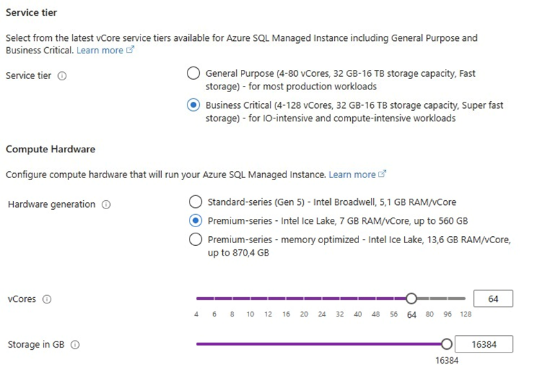 Service tier
Select from the latest vCore service tiers available for Azure SQL Managed Instance including General Purpose and
Business Critical. Learn more
Service tier
General Purpose (4-80 vCores, 32 GB-16 TB storage capacity, Fast
storage) - for most production workloads
Business Critical (4-128 vCores, 32 GB-16 TB storage capacity, Super fast
storage) - for IO-intensive and compute-intensive workloads
Compute Hardware
Configure compute hardware that will run your Azure SQL Managed Instance. Learn more
Hardware generation
Standard-series (Gen 5) - Intel Broadwell, 5,1 GB RAM/vCore
Premium-series - Intel Ice Lake, 7 GB RAM/vCore, up to 560 GB
Premium-series - memory optimized - Intel Ice Lake, 13,6 GB RAM/vCore,
up to 870,4 GB
vCores 64
4 6 8 10 12 16 20 24 32 40 48 56 64 80 96 128
Storage in GB 16384
16384